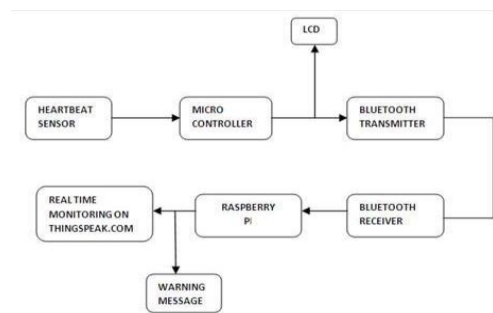 LCD
HEARTBEAT
SENSOR
MICRO
CONTROLLER
BLUETOOTH
TRANSMITTER
REAL TIME
MONITORING ON
THINGSPEAK.COM
RASPBERRY
PI
BLUETOOTH
RECEIVER
WARNING
MESSAGE